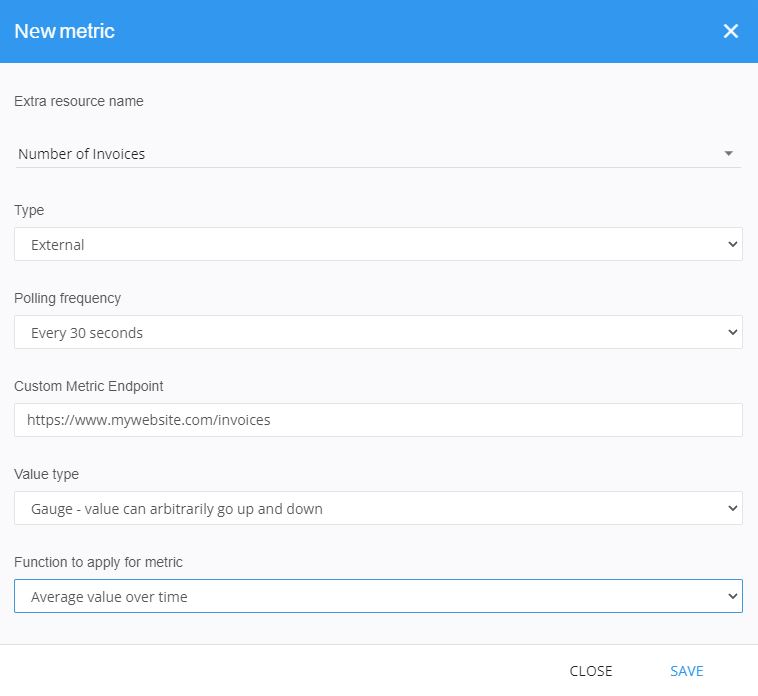 New metric
Extra resource name
Number of Invoices
Type
External
Polling frequency
Every 30 seconds
Custom Metric Endpoint
https://www.mywebsite.com/invoices
Value type
Gauge - value can arbitrarily go up and down
Function to apply for metric
Average value over time
CLOSE SAVE